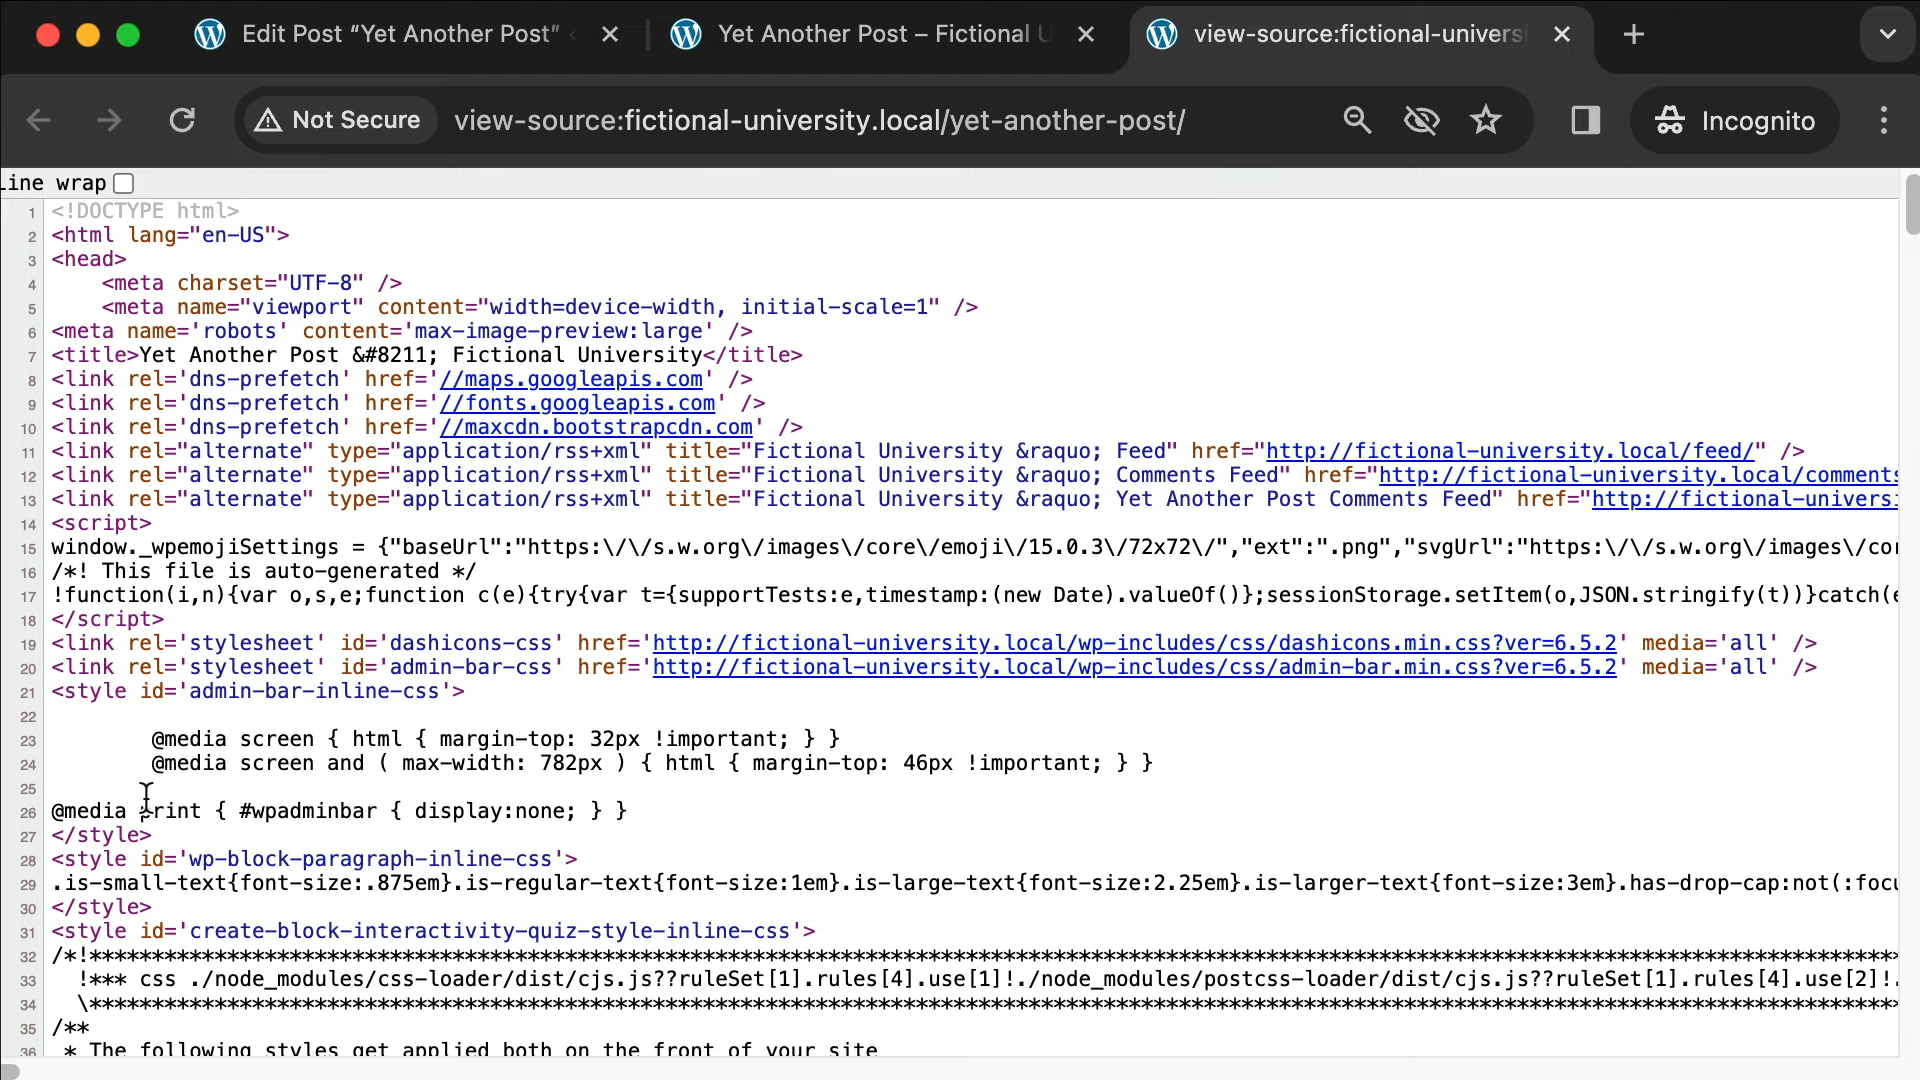 Edit Post “Yet Another Post”
Yet Another Post – Fictional U
view-source:fictional-univers
Not Secure
view-source:fictional-university.local/yet-another-post/
Incognito
Line wrap
1 <!DOCTYPE html>
2 <html lang="en-US">
3 <head>
4 <meta charset="UTF-8" />
5 <meta name="viewport" content="width=device-width, initial-scale=1" />
6 <meta name='robots' content='max-image-preview:large' />
7 <title>Yet Another Post &#8211; Fictional University</title>
8 <link rel='dns-prefetch' href='//maps.googleapis.com' />
9 <link rel='dns-prefetch' href='//fonts.googleapis.com' />
10 <link rel='dns-prefetch' href='//maxcdn.bootstrapcdn.com' />
11 <link rel="alternate" type="application/rss+xml" title="Fictional University &raquo; Feed" href="http://fictional-university.local/feed/" />
12 <link rel="alternate" type="application/rss+xml" title="Fictional University &raquo; Comments Feed" href="http://fictional-university.local/comments
13 <link rel="alternate" type="application/rss+xml" title="Fictional University &raquo; Yet Another Post Comments Feed" href="http://fictional-universi
14 <script>
15 window._wpemojiSettings = {"baseUrl":"https:\/\/s.w.org\/images\/core\/emoji\/15.0.3\/72x72\/","ext":".png","svgUrl":"https:\/\/s.w.org\/images\/cor
16 /*! This file is auto-generated */
17 !function(i,n){var o,s,e;function c(e){try{var t={supportTests:e,timestamp:(new Date).valueOf()};sessionStorage.setItem(o,JSON.stringify(t))}catch(e
18 </script>
19 <link rel='stylesheet' id='dashicons-css' href='http://fictional-university.local/wp-includes/css/dashicons.min.css?ver=6.5.2' media='all' />
20 <link rel='stylesheet' id='admin-bar-css' href='http://fictional-university.local/wp-includes/css/admin-bar.min.css?ver=6.5.2' media='all' />
21 <style id='admin-bar-inline-css'>
22
23 @media screen { html { margin-top: 32px !important; } }
24 @media screen and ( max-width: 782px ) { html { margin-top: 46px !important; } }
25
26 @media print { #wpadminbar { display:none; } }
27 </style>
28 <style id='wp-block-paragraph-inline-css'>
29 .is-small-text{font-size:.875em}.is-regular-text{font-size:1em}.is-large-text{font-size:2.25em}.is-larger-text{font-size:3em}.has-drop-cap:not(:focu
30 </style>
31 <style id='create-block-interactivity-quiz-style-inline-css'>
32 /*!***************************************************************************************************************************************************
33 !*** css ./node_modules/css-loader/dist/cjs.js??ruleSet[1].rules[4].use[1]!./node_modules/postcss-loader/dist/cjs.js??ruleSet[1].rules[4].use[2]!.
34 \***************************************************************************************************************************************************
35 /**
36 * The following styles get applied both on the front of your site